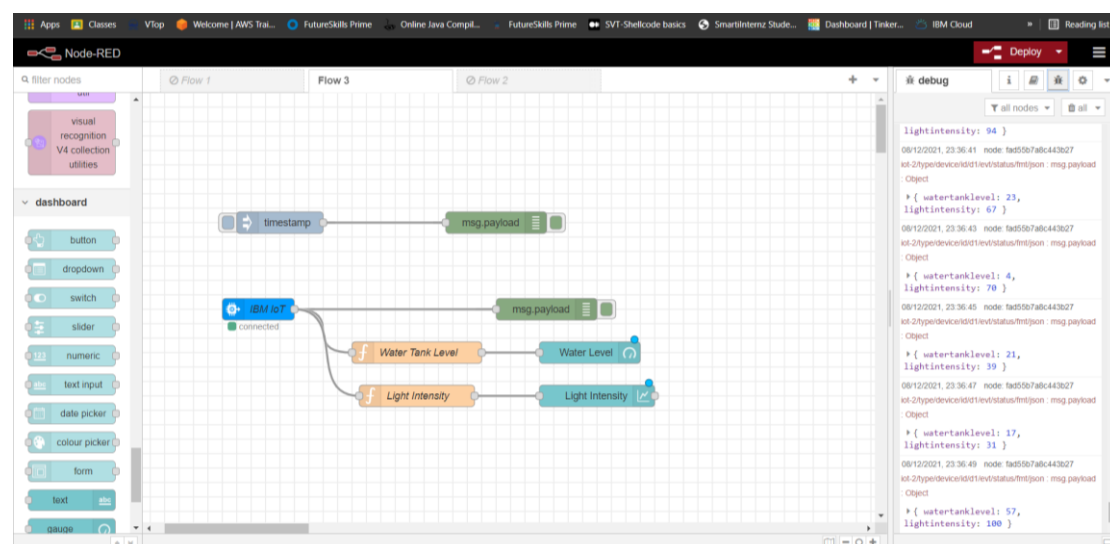 Apps Classes VTop Welcome | AWS Trai... FutureSkills Prime Online Java Compil... FutureSkills Prime SVT-Shellcode basics SmartiInternz Stude... Dashboard | Tinker... IBM Cloud » Reading list
Node-RED Deploy
filter nodes
Flow 1 Flow 3 Flow 2
visual
recognition
V4 collection
utilities
dashboard
button
dropdown
switch
slider
123 numeric
abc text input
date picker
colour picker
form
text abc
gauge
timestamp msg.payload
IBM IoT msg.payload
connected
f Water Tank Level Water Level
f Light Intensity Light Intensity
debug i
all nodes all
lightintensity: 94 }
08/12/2021, 23:36:41 node: fad55b7a8c443b27
iot-2/type/device/id/d1/evt/status/fmt/json : msg.payload
: Object
{ watertanklevel: 23,
lightintensity: 67 }
08/12/2021, 23:36:43 node: fad55b7a8c443b27
iot-2/type/device/id/d1/evt/status/fmt/json : msg.payload
: Object
{ watertanklevel: 4,
lightintensity: 70 }
08/12/2021, 23:36:45 node: fad55b7a8c443b27
iot-2/type/device/id/d1/evt/status/fmt/json : msg.payload
: Object
{ watertanklevel: 21,
lightintensity: 39 }
08/12/2021, 23:36:47 node: fad55b7a8c443b27
iot-2/type/device/id/d1/evt/status/fmt/json : msg.payload
: Object
{ watertanklevel: 17,
lightintensity: 31 }
08/12/2021, 23:36:49 node: fad55b7a8c443b27
iot-2/type/device/id/d1/evt/status/fmt/json : msg.payload
: Object
{ watertanklevel: 57,
lightintensity: 100 }